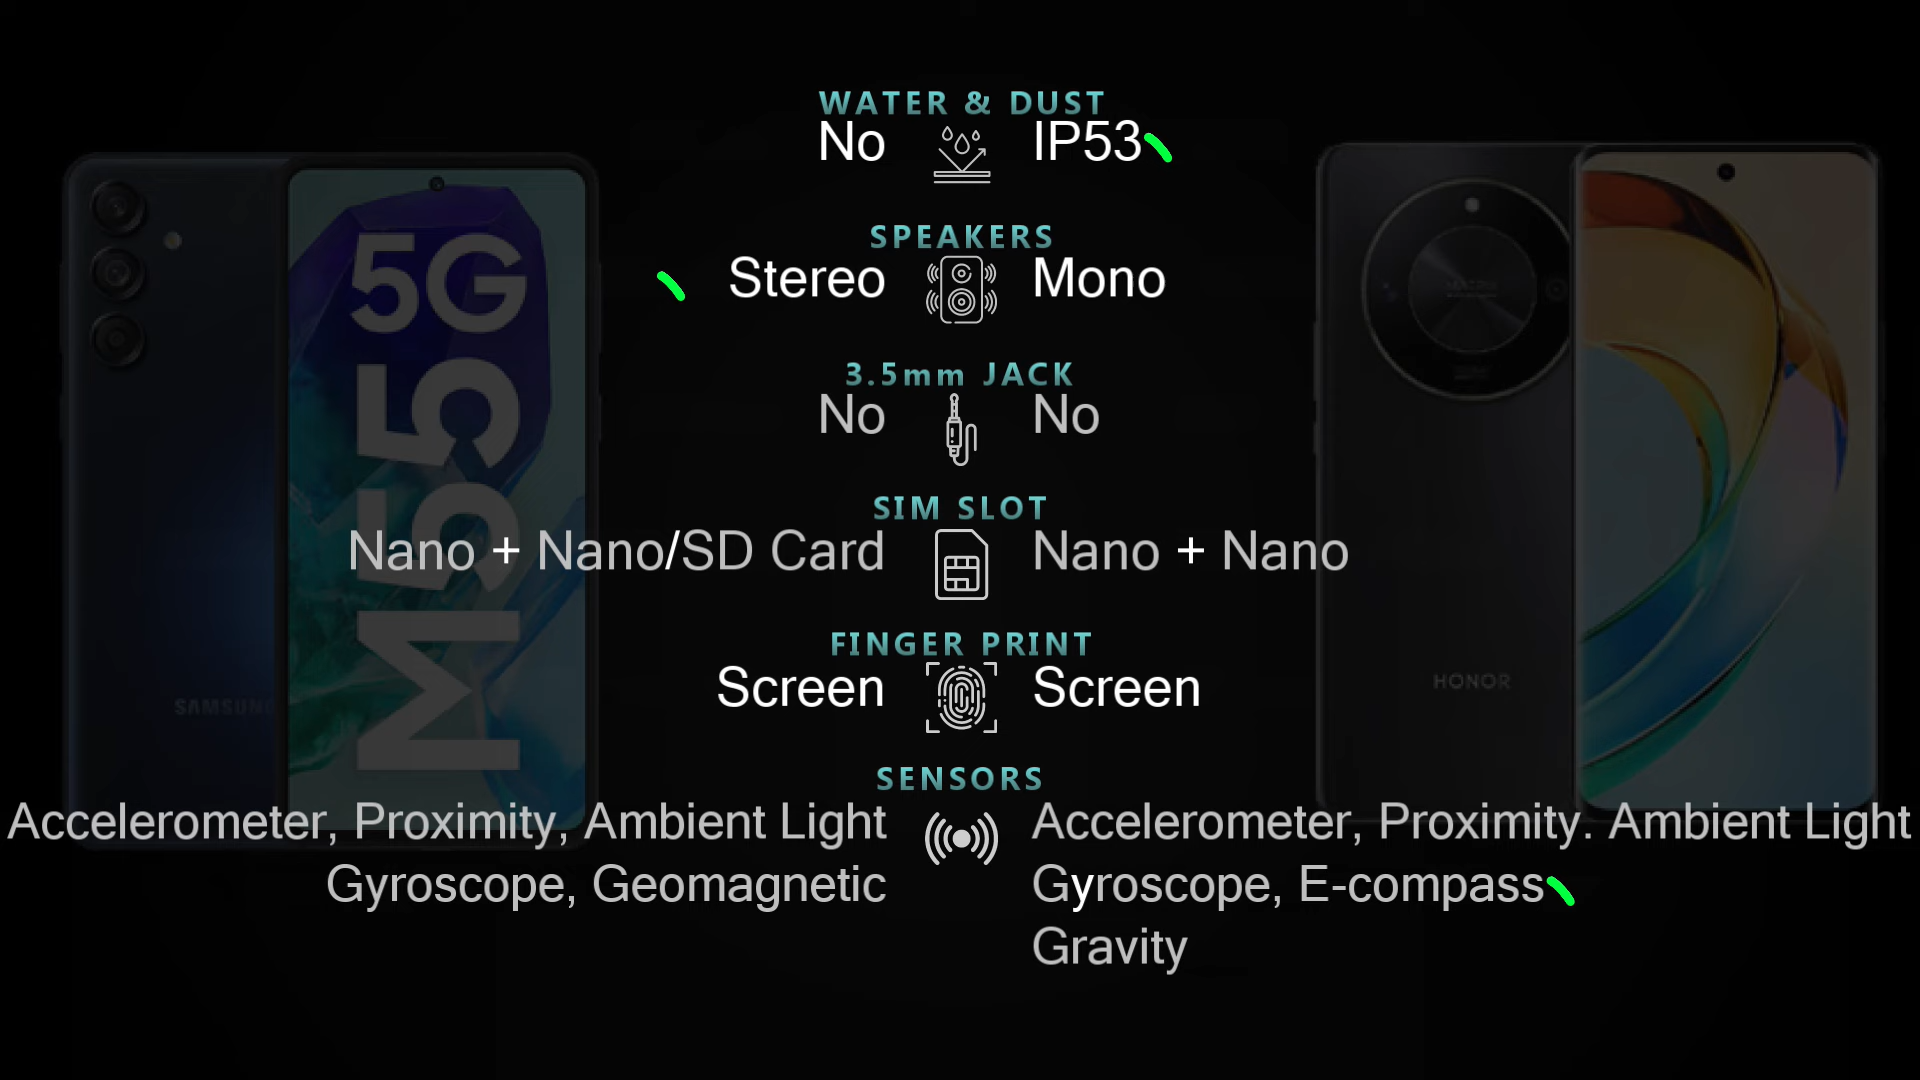 WATER & DUST
No IP53
SPEAKERS
Stereo Mono
3.5mm JACK
No No
SIM SLOT
Nano + Nano/SD Card Nano + Nano
FINGER PRINT
Screen Screen
SENSORS
Accelerometer, Proximity, Ambient Light
Gyroscope, Geomagnetic
Accelerometer, Proximity. Ambient Light
Gyroscope, E-compass
Gravity
M55 5G
SAMSUNG
HONOR